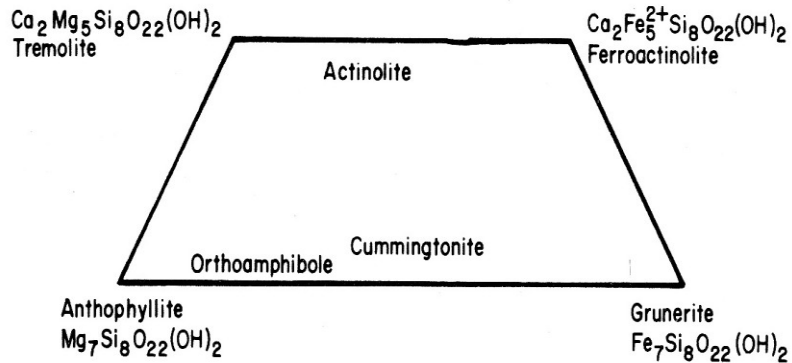 Ca₂Mg₅Si₈O₂₂(OH)₂
Tremolite
Ca₂Fe₅²⁺Si₈O₂₂(OH)₂
Ferroactinolite
Actinolite
Cummingtonite
Orthoamphibole
Anthophyllite
Mg₇Si₈O₂₂(OH)₂
Grunerite
Fe₇Si₈O₂₂(OH)₂